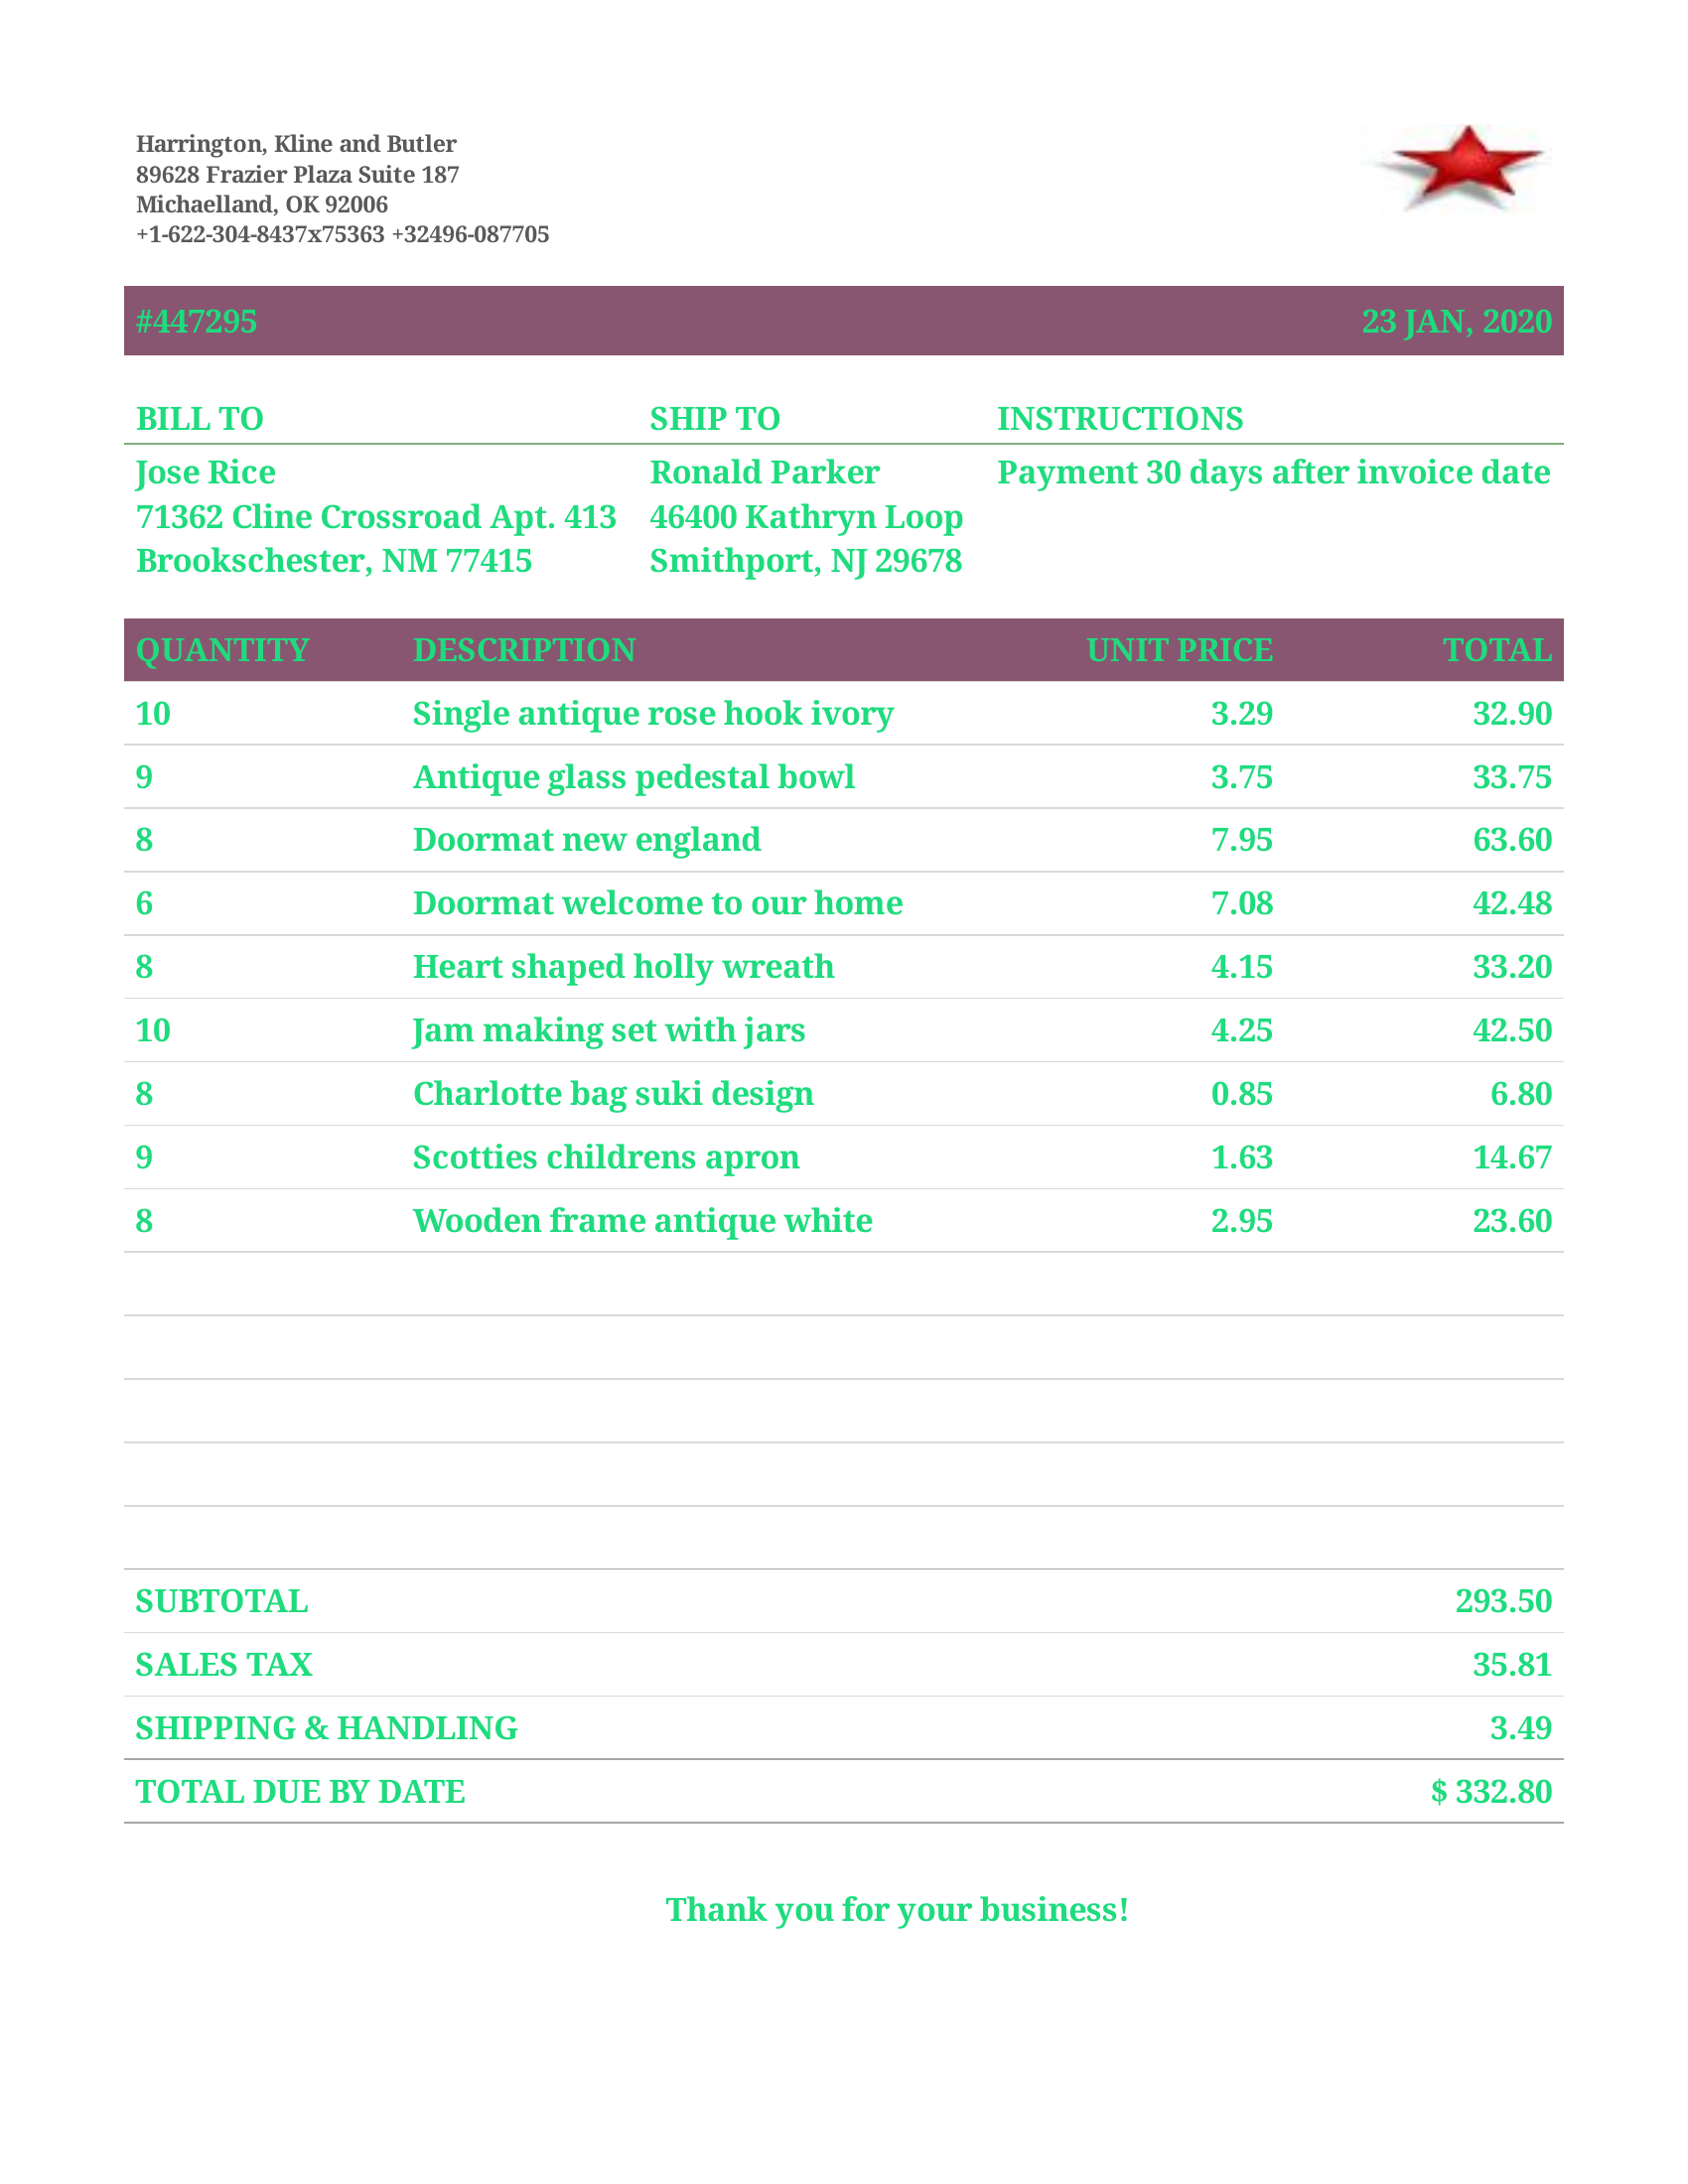 Harrington, Kline and Butler
89628 Frazier Plaza Suite 187
Michaelland, OK 92006
+1-622-304-8437x75363 +32496-087705
#447295 23 JAN, 2020
BILL TO SHIP TO INSTRUCTIONS
Jose Rice Ronald Parker Payment 30 days after invoice date
71362 Cline Crossroad Apt. 413 46400 Kathryn Loop
Brookschester, NM 77415 Smithport, NJ 29678
QUANTITY DESCRIPTION UNIT PRICE TOTAL
10 Single antique rose hook ivory 3.29 32.90
9 Antique glass pedestal bowl 3.75 33.75
8 Doormat new england 7.95 63.60
6 Doormat welcome to our home 7.08 42.48
8 Heart shaped holly wreath 4.15 33.20
10 Jam making set with jars 4.25 42.50
8 Charlotte bag suki design 0.85 6.80
9 Scotties childrens apron 1.63 14.67
8 Wooden frame antique white 2.95 23.60
SUBTOTAL 293.50
SALES TAX 35.81
SHIPPING & HANDLING 3.49
TOTAL DUE BY DATE $ 332.80
Thank you for your business!